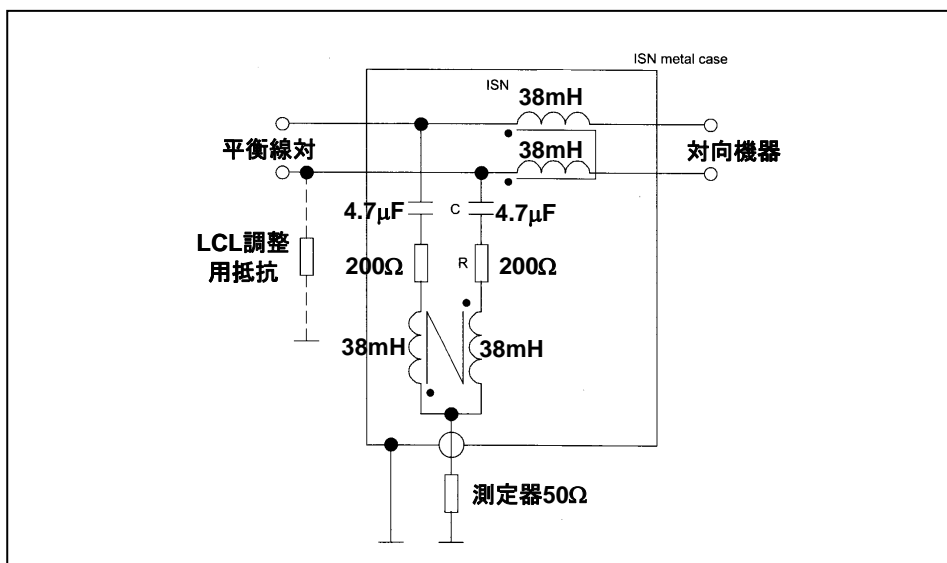 ISN metal case
ISN
38mH
平衡線対
38mH
対向機器
4.7μF
C
4.7μF
LCL調整
用抵抗
200Ω
R
200Ω
38mH
38mH
測定器50Ω